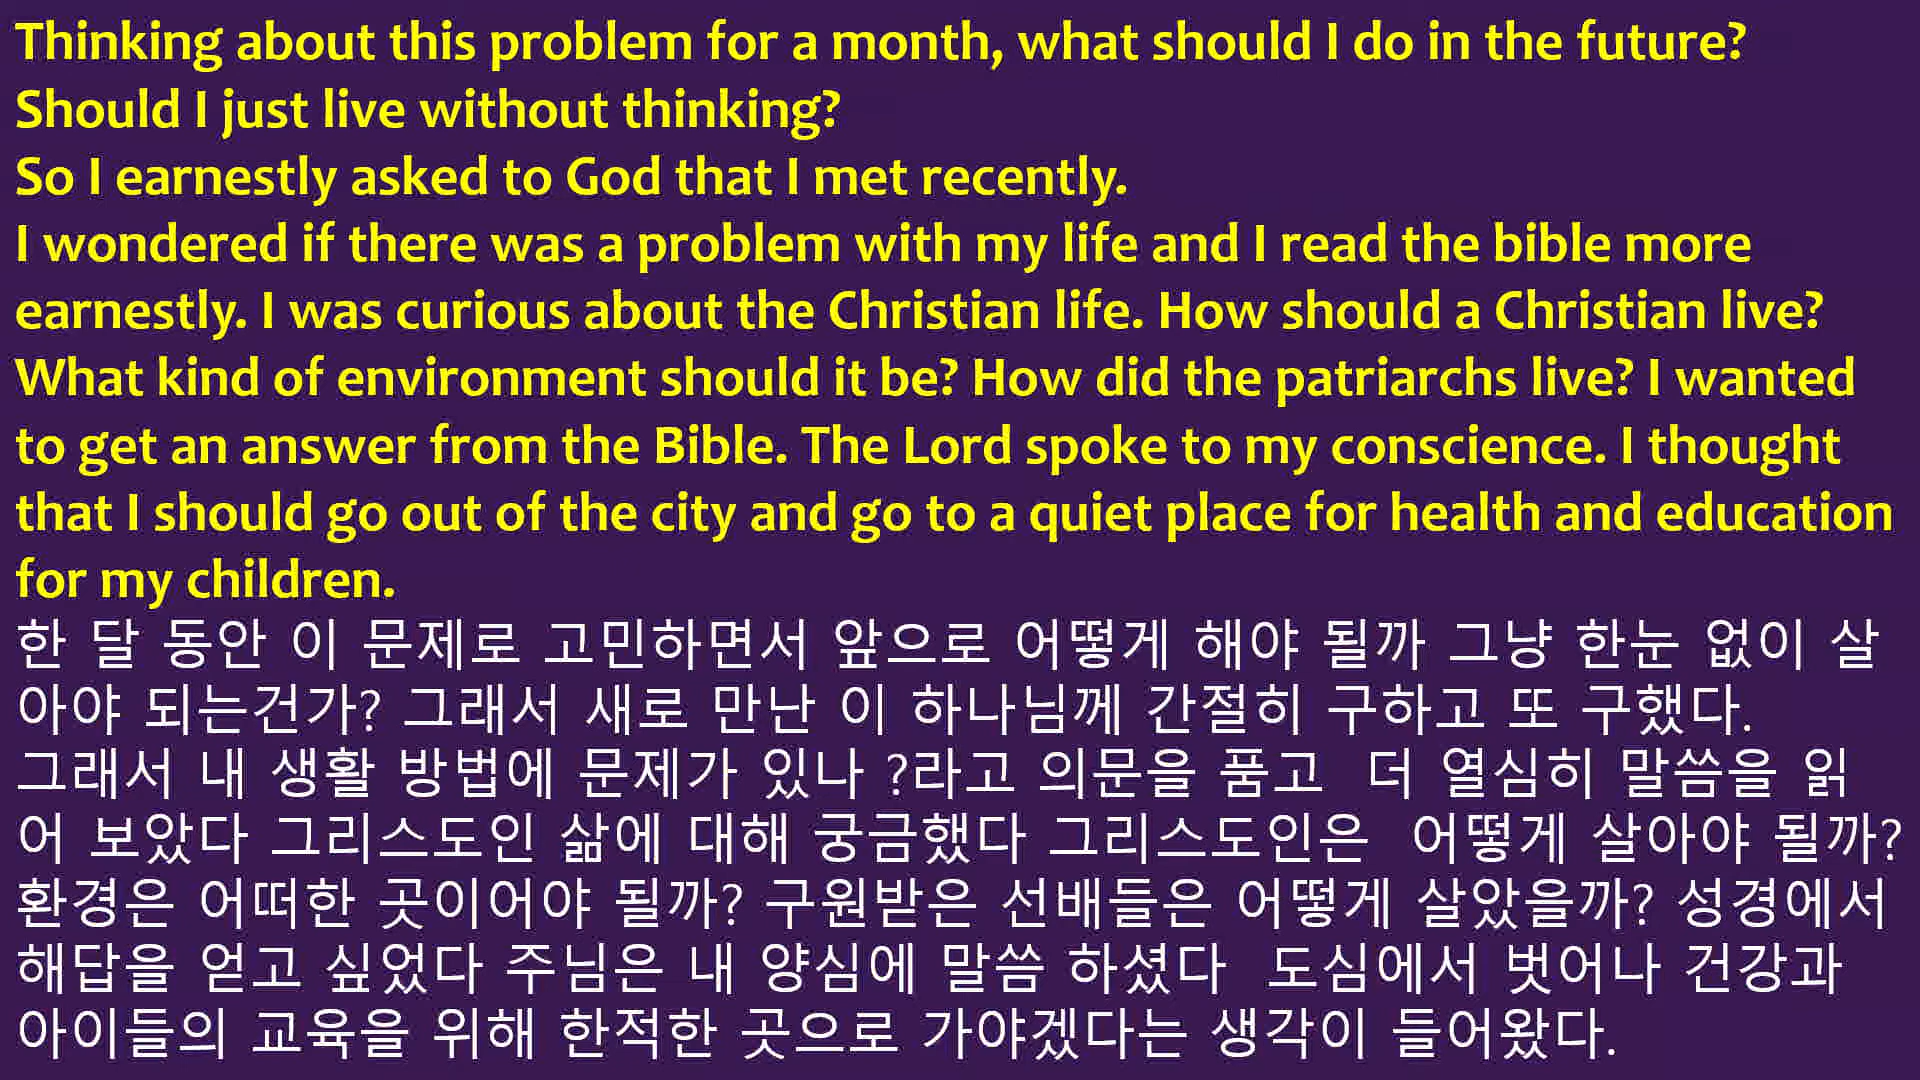 Thinking about this problem for a month, what should I do in the future?
Should I just live without thinking?
So I earnestly asked to God that I met recently.
I wondered if there was a problem with my life and I read the bible more
earnestly. I was curious about the Christian life. How should a Christian live?
What kind of environment should it be? How did the patriarchs live? I wanted
to get an answer from the Bible. The Lord spoke to my conscience. I thought
that I should go out of the city and go to a quiet place for health and education
for my children.
한 달 동안 이 문제로 고민하면서 앞으로 어떻게 해야 될까 그냥 한눈 없이 살
아야 되는건가? 그래서 새로 만난 이 하나님께 간절히 구하고 또 구했다.
그래서 내 생활 방법에 문제가 있나 ?라고 의문을 품고 더 열심히 말씀을 읽
어 보았다 그리스도인 삶에 대해 궁금했다 그리스도인은 어떻게 살아야 될까?
환경은 어떠한 곳이어야 될까? 구원받은 선배들은 어떻게 살았을까? 성경에서
해답을 얻고 싶었다 주님은 내 양심에 말씀 하셨다 도심에서 벗어나 건강과
아이들의 교육을 위해 한적한 곳으로 가야겠다는 생각이 들어왔다.